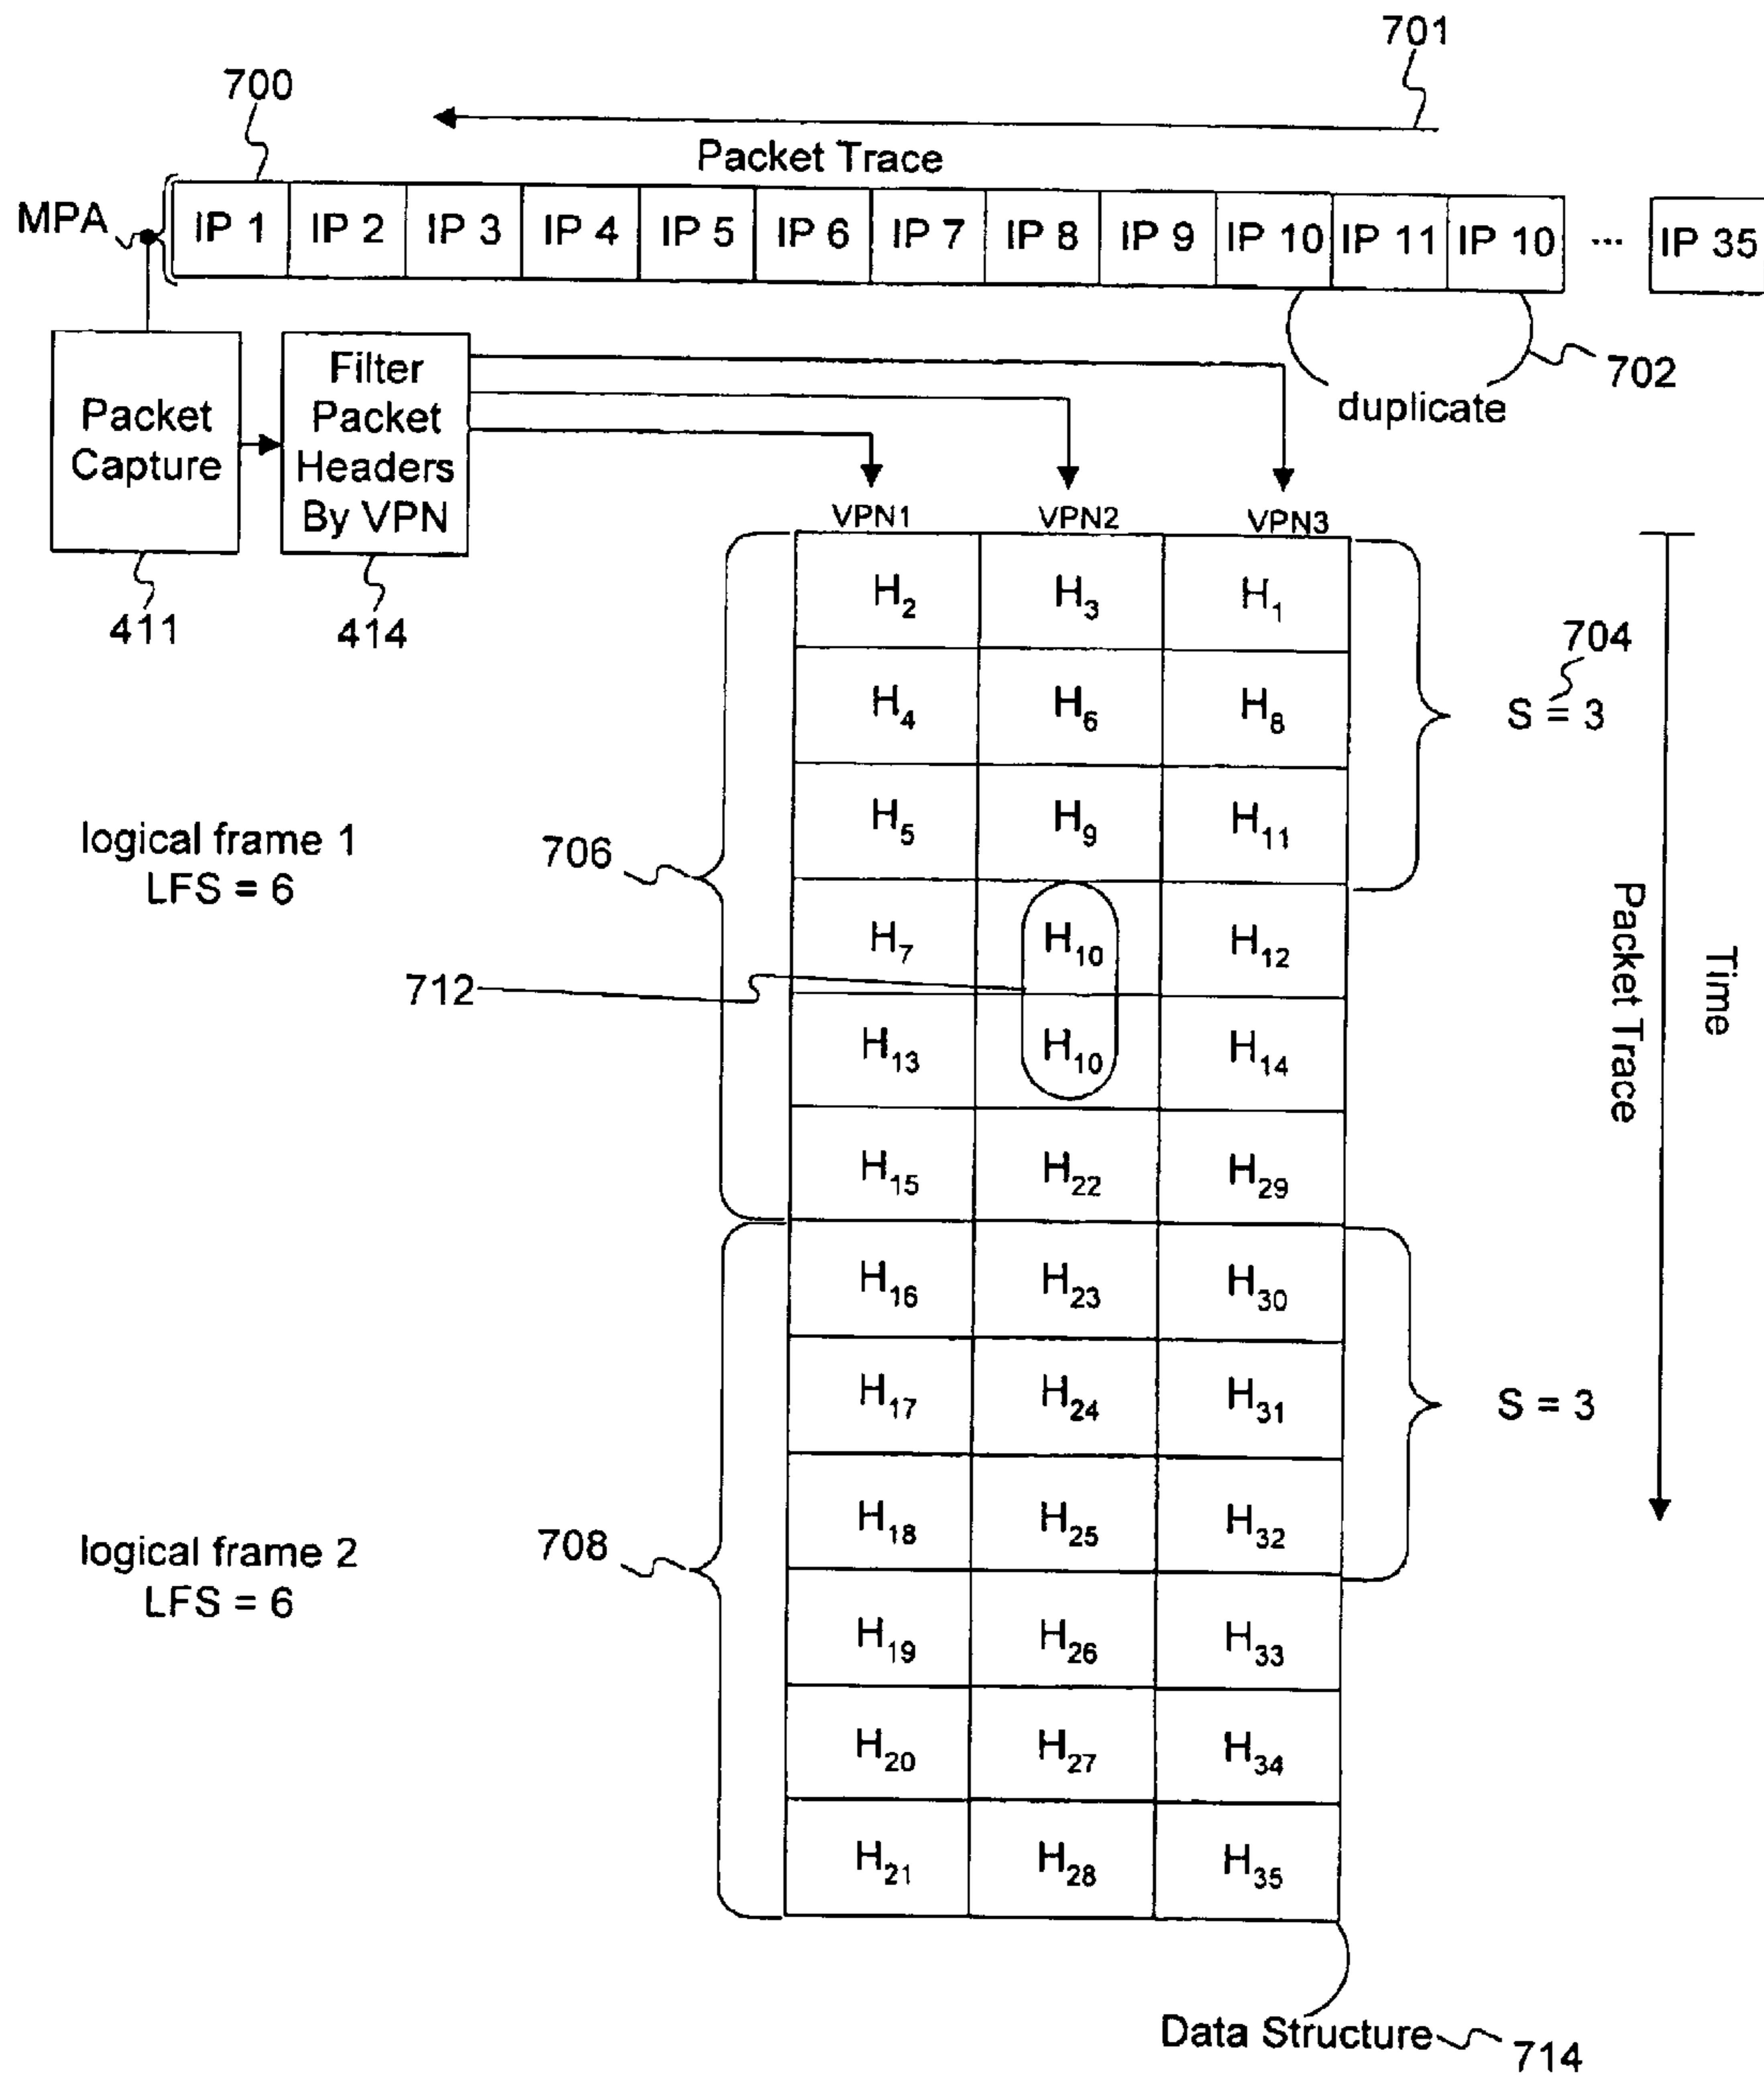 701
700
Packet Trace
MPA
IP 1 IP 2 IP 3 IP 4 IP 5 IP 6 IP 7 IP 8 IP 9 IP 10 IP 11 IP 10 ... IP 35
702
duplicate
Packet
Capture
Filter
Packet
Headers
By VPN
411
414
VPN1 VPN2 VPN3
H2 H3 H1
H4 H6 H8
H5 H9 H11
H7 H10 H12
H13 H10 H14
H15 H22 H29
H16 H23 H30
H17 H24 H31
H18 H25 H32
H19 H26 H33
H20 H27 H34
H21 H28 H35
704
S = 3
logical frame 1
LFS = 6
706
712
Packet Trace
Time
S = 3
logical frame 2
LFS = 6
708
Data Structure
714